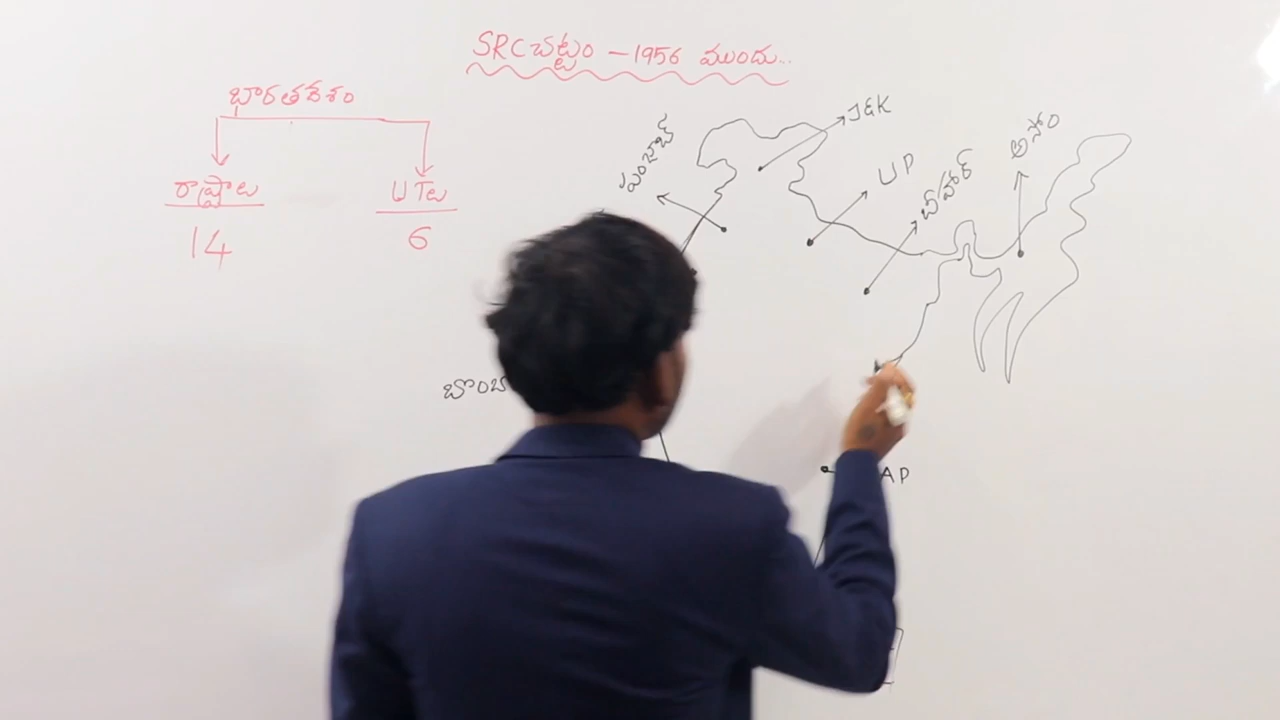 SRC చట్టం - 1956 ముందు..
భారతదేశం
రాష్ట్రాలు
UTలు
14
6
పంజాబ్
J&K
UP
బీహార్
అసోం
బొంబా
AP